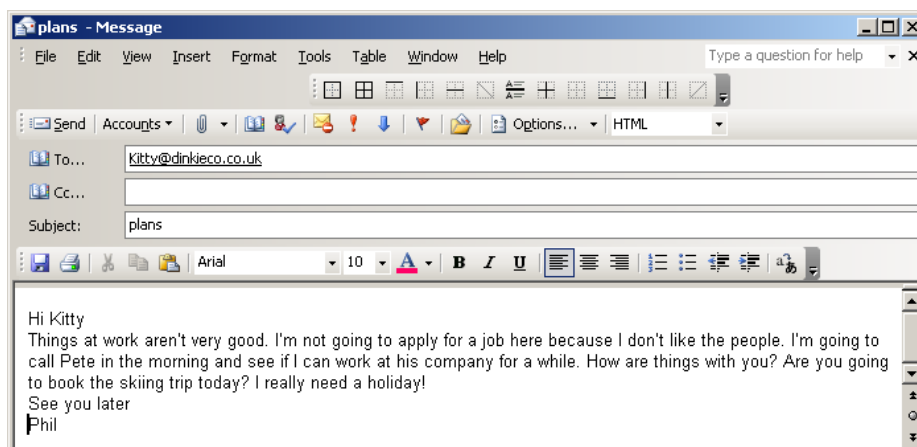 plans - Message
File Edit View Insert Format Tools Table Window Help Type a question for help
Send Accounts Options... HTML
To... Kitty@dinkieco.co.uk
Cc...
Subject: plans
Arial 10 A B I U
Hi Kitty
Things at work aren't very good. I'm not going to apply for a job here because I don't like the people. I'm going to
call Pete in the morning and see if I can work at his company for a while. How are things with you? Are you going
to book the skiing trip today? I really need a holiday!
See you later
Phil